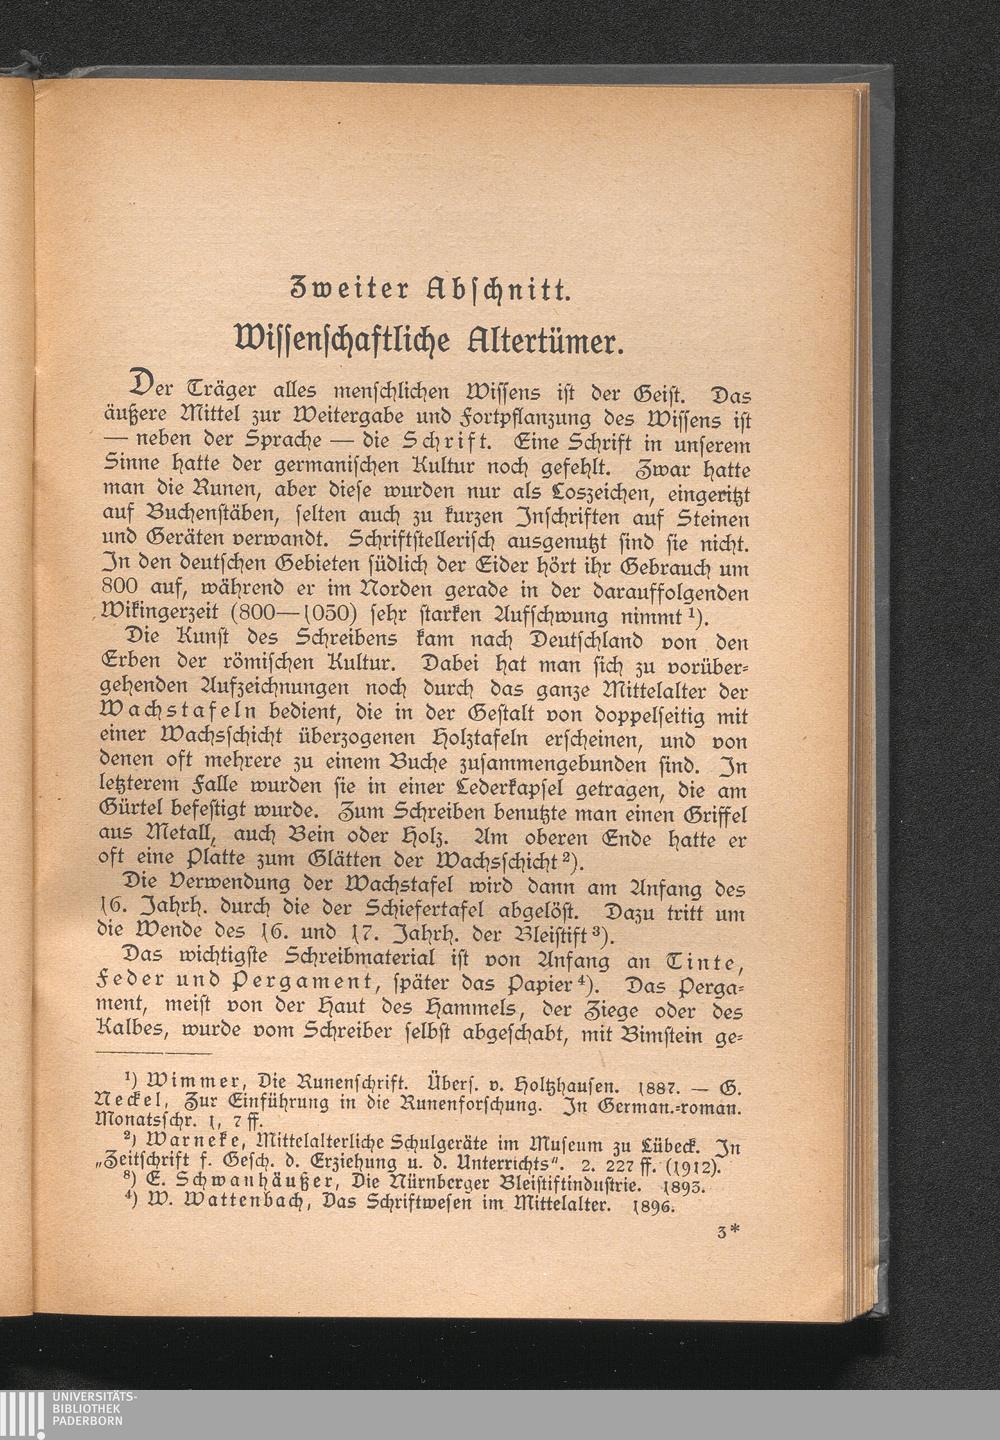 Zweiter Abschnitt.
Wissenschaftliche Altertümer.
Der Träger alles menschlichen Wissens ist der Geist. Das
äußere Mittel zur Weitergabe und Fortpflanzung des Wissens ist
— neben der Sprache — die Schrift. Eine Schrift in unserem
Sinne hatte der germanischen Kultur noch gefehlt. Zwar hatte
man die Runen, aber diese wurden nur als Loszeichen, eingeritzt
auf Buchenstäben, selten auch zu kurzen Inschriften auf Steinen
und Geräten verwandt. Schriftstellerisch ausgenutzt sind sie nicht.
In den deutschen Gebieten südlich der Eider hört ihr Gebrauch um
800 auf, während er im Norden gerade in der darauffolgenden
Wikingerzeit (800—1050) sehr starken Aufschwung nimmt ¹).
Die Kunst des Schreibens kam nach Deutschland von den
Erben der römischen Kultur. Dabei hat man sich zu vorüber-
gehenden Aufzeichnungen noch durch das ganze Mittelalter der
Wachstafeln bedient, die in der Gestalt von doppelseitig mit
einer Wachsschicht überzogenen Holztafeln erscheinen, und von
denen oft mehrere zu einem Buche zusammengebunden sind. In
letzterem Falle wurden sie in einer Lederkapsel getragen, die am
Gürtel befestigt wurde. Zum Schreiben benutzte man einen Griffel
aus Metall, auch Bein oder Holz. Am oberen Ende hatte er
oft eine Platte zum Glätten der Wachsschicht ²).
Die Verwendung der Wachstafel wird dann am Anfang des
16. Jahrh. durch die der Schiefertafel abgelöst. Dazu tritt um
die Wende des 16. und 17. Jahrh. der Bleistift ³).
Das wichtigste Schreibmaterial ist von Anfang an Tinte,
Feder und Pergament, später das Papier ⁴). Das Perga-
ment, meist von der Haut des Hammels, der Ziege oder des
Kalbes, wurde vom Schreiber selbst abgeschabt, mit Bimstein ge-
¹) Wimmer, Die Runenschrift. Übers. v. Holtzhausen. 1887. — G.
Neckel, Zur Einführung in die Runenforschung. In German.-roman.
Monatsschr. 1, 7 ff.
²) Warneke, Mittelalterliche Schulgeräte im Museum zu Lübeck. In
„Zeitschrift f. Gesch. d. Erziehung u. d. Unterrichts". 2. 227 ff. (1912).
³) E. Schwanhäußer, Die Nürnberger Bleistiftindustrie. 1893.
⁴) W. Wattenbach, Das Schriftwesen im Mittelalter. 1896.
3*
UNIVERSITÄTS-
BIBLIOTHEK
PADERBORN